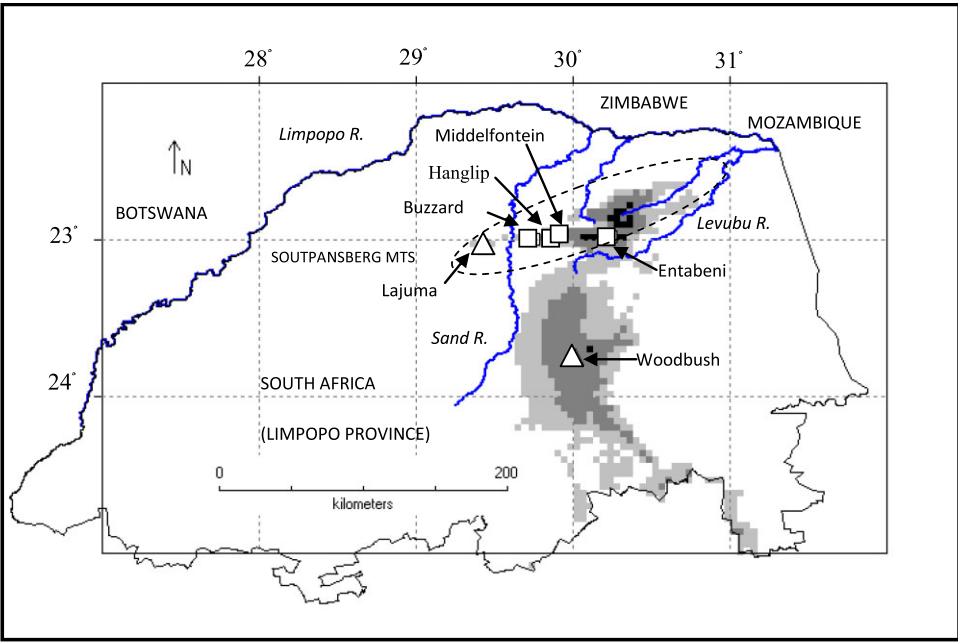 28° 29° 30° 31°
ZIMBABWE
MOZAMBIQUE
Limpopo R.
Middelfontein
N
Hanglip
Buzzard
BOTSWANA
Levubu R.
23°
SOUTPANSBERG MTS
Entabeni
Lajuma
Sand R.
Woodbush
24°
SOUTH AFRICA
(LIMPOPO PROVINCE)
0 200
kilometers